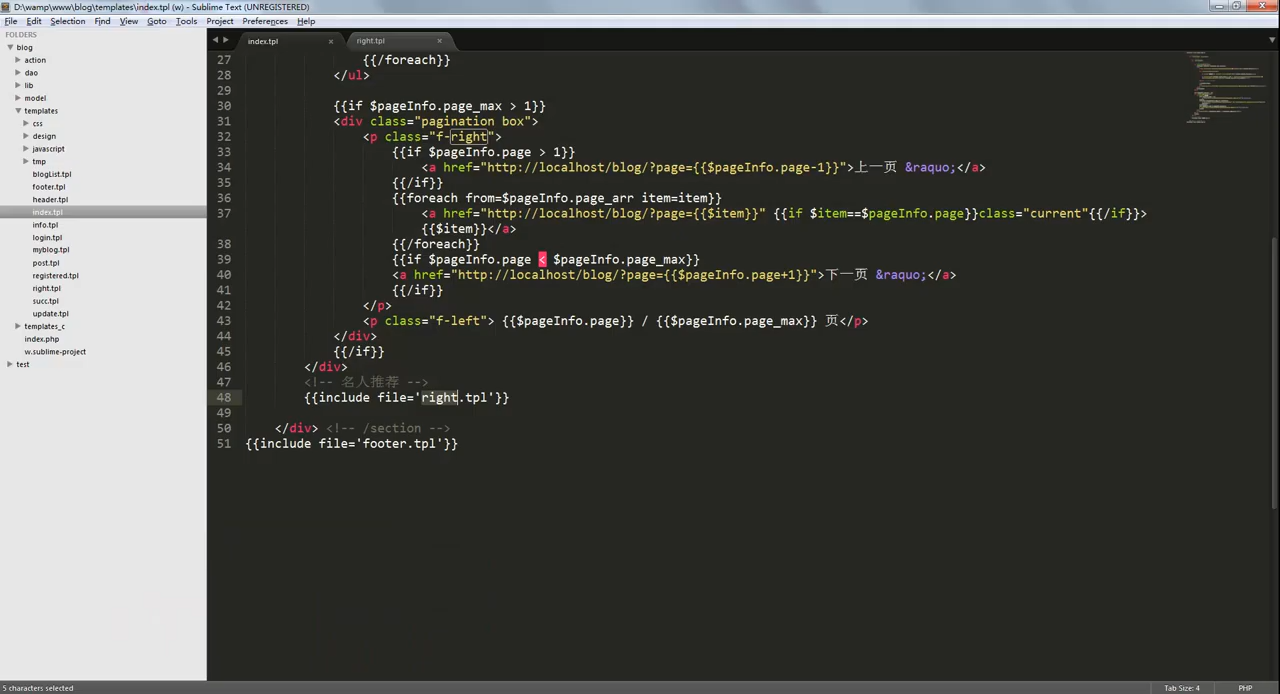 D:\wamp\www\blog\templates\index.tpl (w) - Sublime Text (UNREGISTERED)
File Edit Selection Find View Goto Tools Project Preferences Help
FOLDERS
blog
action
dao
lib
model
templates
css
design
javascript
tmp
blogList.tpl
footer.tpl
header.tpl
index.tpl
info.tpl
login.tpl
myblog.tpl
post.tpl
registered.tpl
right.tpl
succ.tpl
update.tpl
templates_c
index.php
w.sublime-project
test
index.tpl × right.tpl ×
27 {{/foreach}}
28 </ul>
29
30 {{if $pageInfo.page_max > 1}}
31 <div class="pagination box">
32 <p class="f-right">
33 {{if $pageInfo.page > 1}}
34 <a href="http://localhost/blog/?page={{$pageInfo.page-1}}">上一页 &raquo;</a>
35 {{/if}}
36 {{foreach from=$pageInfo.page_arr item=item}}
37 <a href="http://localhost/blog/?page={{$item}}" {{if $item==$pageInfo.page}}class="current"{{/if}}>
{{$item}}</a>
38 {{/foreach}}
39 {{if $pageInfo.page < $pageInfo.page_max}}
40 <a href="http://localhost/blog/?page={{$pageInfo.page+1}}">下一页 &raquo;</a>
41 {{/if}}
42 </p>
43 <p class="f-left"> {{$pageInfo.page}} / {{$pageInfo.page_max}} 页</p>
44 </div>
45 {{/if}}
46 </div>
47 <!-- 名人推荐 -->
48 {{include file='right.tpl'}}
49
50 </div> <!-- /section -->
51 {{include file='footer.tpl'}}
5 characters selected
Tab Size: 4
PHP